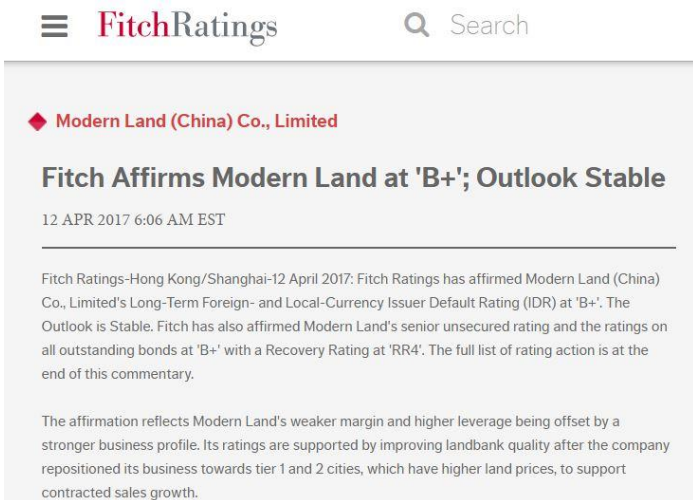 FitchRatings
Search
Modern Land (China) Co., Limited
Fitch Affirms Modern Land at 'B+'; Outlook Stable
12 APR 2017 6:06 AM EST
Fitch Ratings-Hong Kong/Shanghai-12 April 2017: Fitch Ratings has affirmed Modern Land (China)
Co., Limited's Long-Term Foreign- and Local-Currency Issuer Default Rating (IDR) at 'B+'. The
Outlook is Stable. Fitch has also affirmed Modern Land's senior unsecured rating and the ratings on
all outstanding bonds at 'B+' with a Recovery Rating at 'RR4'. The full list of rating action is at the
end of this commentary.
The affirmation reflects Modern Land's weaker margin and higher leverage being offset by a
stronger business profile. Its ratings are supported by improving landbank quality after the company
repositioned its business towards tier 1 and 2 cities, which have higher land prices, to support
contracted sales growth.